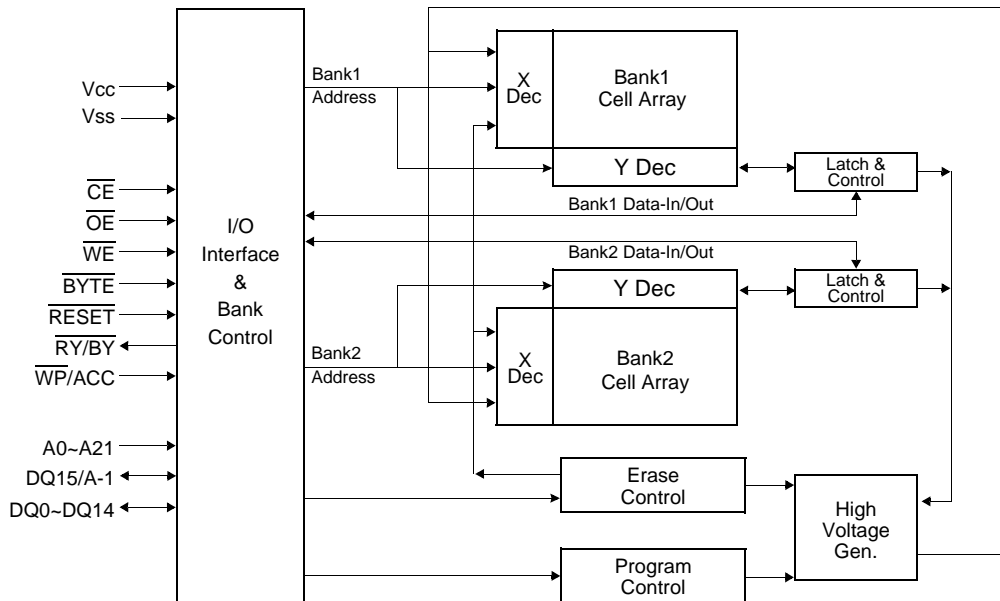 Vcc
Vss
CE
OE
WE
BYTE
RESET
RY/BY
WP/ACC
A0~A21
DQ15/A-1
DQ0~DQ14
I/O
Interface
&
Bank
Control
Bank1
Address
X
Dec
Bank1
Cell Array
Y Dec
Latch &
Control
Bank1 Data-In/Out
Bank2 Data-In/Out
Y Dec
Latch &
Control
Bank2
Address
X
Dec
Bank2
Cell Array
Erase
Control
High
Voltage
Gen.
Program
Control